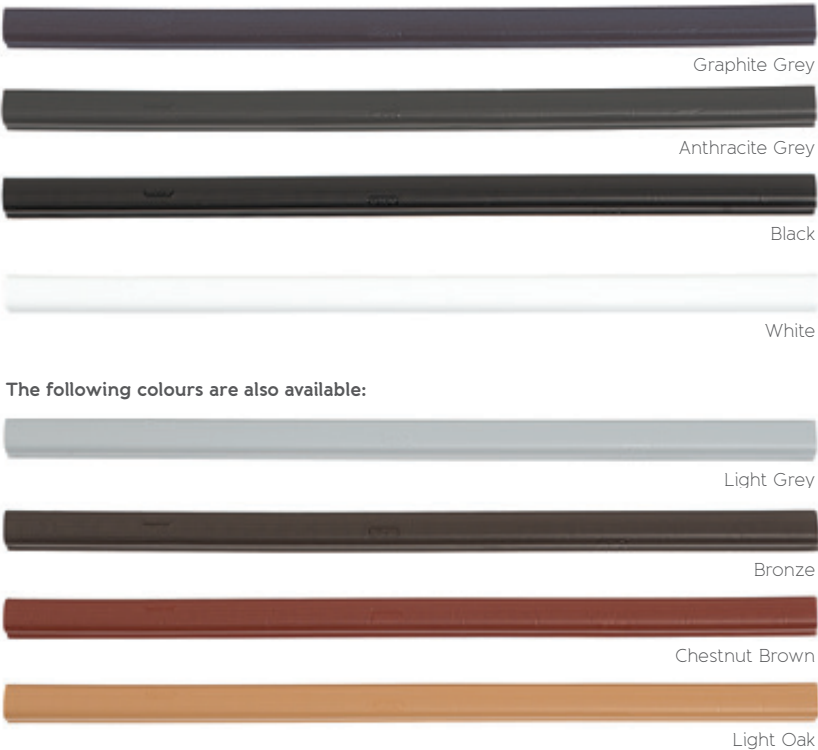 Graphite Grey
Anthracite Grey
Black
White
The following colours are also available:
Light Grey
Bronze
Chestnut Brown
Light Oak